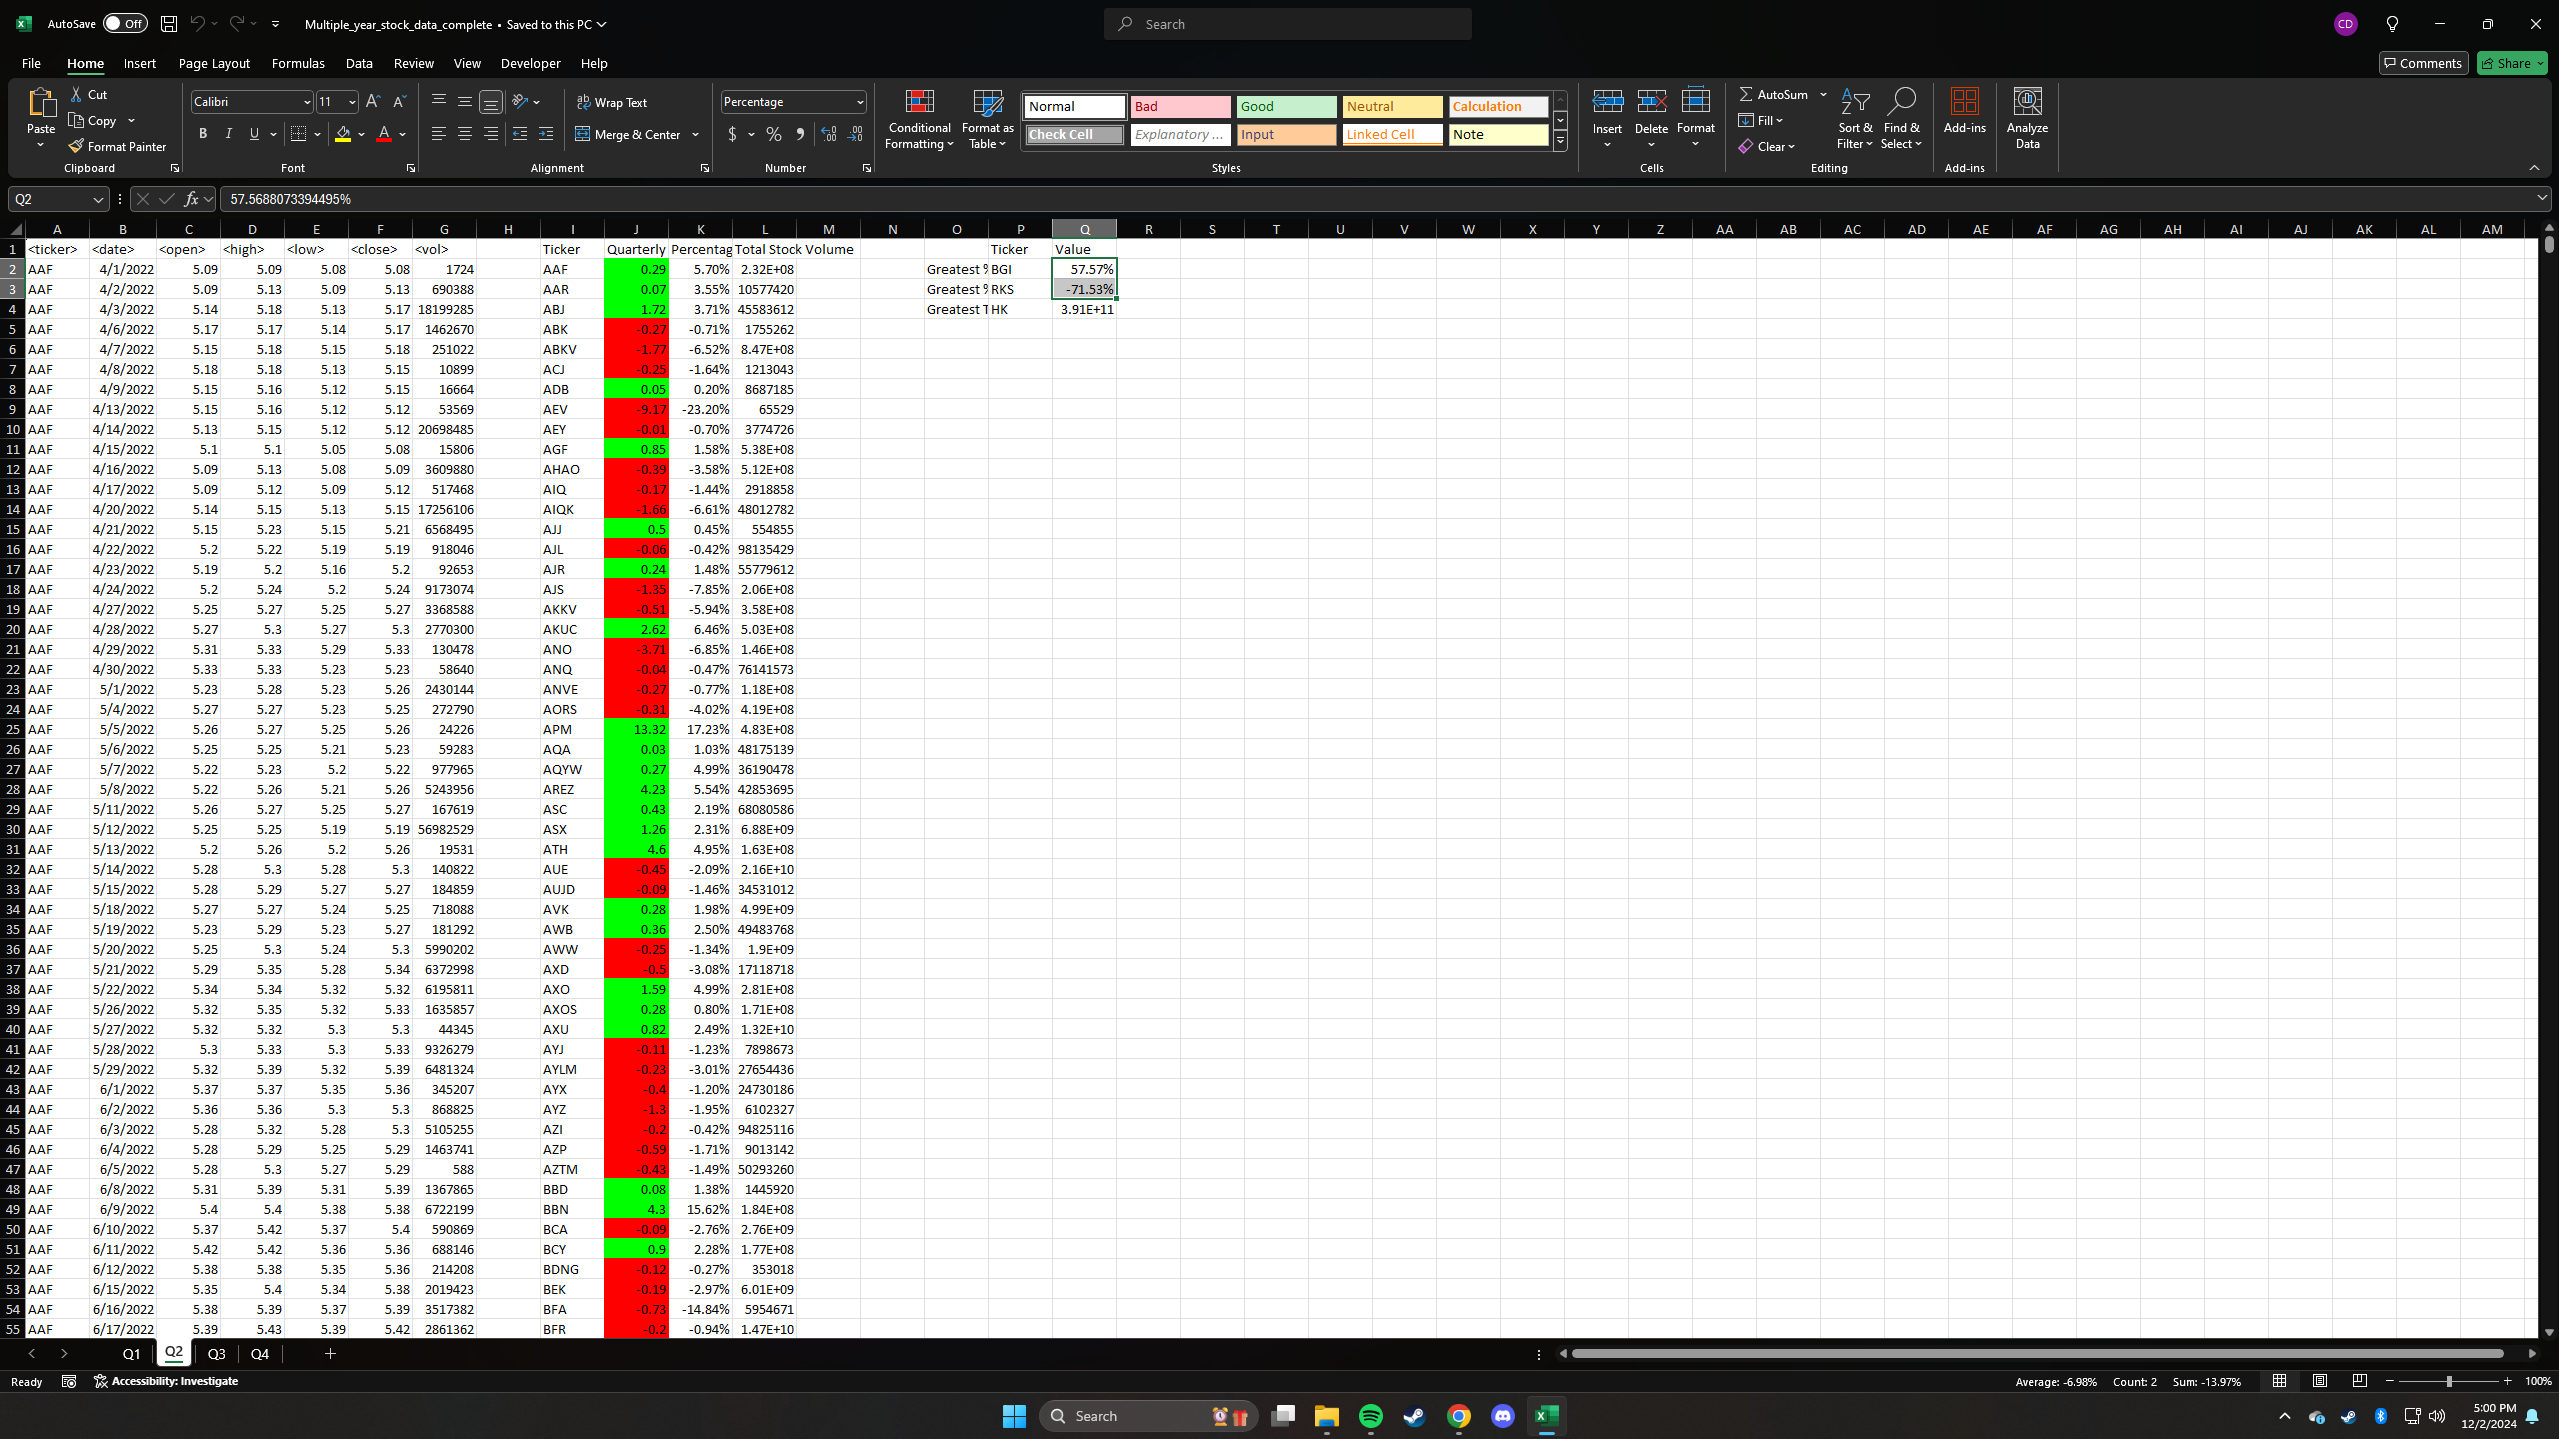 AutoSave Off Multiple_year_stock_data_complete • Saved to this PC Search CD
File Home Insert Page Layout Formulas Data Review View Developer Help Comments Share
Paste Cut Copy Format Painter Clipboard
Calibri 11 B I U A Font
Wrap Text Merge & Center Alignment
Percentage $ % Number
Conditional Formatting Format as Table Normal Bad Good Neutral Calculation
Check Cell Explanatory ... Input Linked Cell Note Styles
Insert Delete Format Cells
AutoSum Fill Clear Sort & Filter Find & Select Editing
Add-ins Add-ins Analyze Data
Q2 fx 57.5688073394495%
A B C D E F G H I J K L M N O P Q R S T U V W X Y Z AA AB AC AD AE AF AG AH AI AJ AK AL AM
1 <ticker> <date> <open> <high> <low> <close> <vol> Ticker Quarterly Percentag Total Stock Volume Ticker Value
2 AAF 4/1/2022 5.09 5.09 5.08 5.08 1724 AAF 0.29 5.70% 2.32E+08 Greatest % BGI 57.57%
3 AAF 4/2/2022 5.09 5.13 5.09 5.13 690388 AAR 0.07 3.55% 10577420 Greatest % RKS -71.53%
4 AAF 4/3/2022 5.14 5.18 5.13 5.17 18199285 ABJ 1.72 3.71% 45583612 Greatest T HK 3.91E+11
5 AAF 4/6/2022 5.17 5.17 5.14 5.17 1462670 ABK -0.27 -0.71% 1755262
6 AAF 4/7/2022 5.15 5.18 5.15 5.18 251022 ABKV -1.77 -6.52% 8.47E+08
7 AAF 4/8/2022 5.18 5.18 5.13 5.15 10899 ACJ -0.25 -1.64% 1213043
8 AAF 4/9/2022 5.15 5.16 5.12 5.15 16664 ADB 0.05 0.20% 8687185
9 AAF 4/13/2022 5.15 5.16 5.12 5.12 53569 AEV -9.17 -23.20% 65529
10 AAF 4/14/2022 5.13 5.15 5.12 5.12 20698485 AEY -0.01 -0.70% 3774726
11 AAF 4/15/2022 5.1 5.1 5.05 5.08 15806 AGF 0.85 1.58% 5.38E+08
12 AAF 4/16/2022 5.09 5.13 5.08 5.09 3609880 AHAO -0.39 -3.58% 5.12E+08
13 AAF 4/17/2022 5.09 5.12 5.09 5.12 517468 AIQ -0.17 -1.44% 2918858
14 AAF 4/20/2022 5.14 5.15 5.13 5.15 17256106 AIQK -1.66 -6.61% 48012782
15 AAF 4/21/2022 5.15 5.23 5.15 5.21 6568495 AJJ 0.5 0.45% 554855
16 AAF 4/22/2022 5.2 5.22 5.19 5.19 918046 AJL -0.06 -0.42% 98135429
17 AAF 4/23/2022 5.19 5.2 5.16 5.2 92653 AJR 0.24 1.48% 55779612
18 AAF 4/24/2022 5.2 5.24 5.2 5.24 9173074 AJS -1.35 -7.85% 2.06E+08
19 AAF 4/27/2022 5.25 5.27 5.25 5.27 3368588 AKKV -0.51 -5.94% 3.58E+08
20 AAF 4/28/2022 5.27 5.3 5.27 5.3 2770300 AKUC 2.62 6.46% 5.03E+08
21 AAF 4/29/2022 5.31 5.33 5.29 5.33 130478 ANO -3.71 -6.85% 1.46E+08
22 AAF 4/30/2022 5.33 5.33 5.23 5.23 58640 ANQ -0.04 -0.47% 76141573
23 AAF 5/1/2022 5.23 5.28 5.23 5.26 2430144 ANVE -0.27 -0.77% 1.18E+08
24 AAF 5/4/2022 5.27 5.27 5.23 5.25 272790 AORS -0.31 -4.02% 4.19E+08
25 AAF 5/5/2022 5.26 5.27 5.25 5.26 24226 APM 13.32 17.23% 4.83E+08
26 AAF 5/6/2022 5.25 5.25 5.21 5.23 59283 AQA 0.03 1.03% 48175139
27 AAF 5/7/2022 5.22 5.23 5.2 5.22 977965 AQYW 0.27 4.99% 36190478
28 AAF 5/8/2022 5.22 5.26 5.21 5.26 5243956 AREZ 4.23 5.54% 42853695
29 AAF 5/11/2022 5.26 5.27 5.25 5.27 167619 ASC 0.43 2.19% 68080586
30 AAF 5/12/2022 5.25 5.25 5.19 5.19 56982529 ASX 1.26 2.31% 6.88E+09
31 AAF 5/13/2022 5.2 5.26 5.2 5.26 19531 ATH 4.6 4.95% 1.63E+08
32 AAF 5/14/2022 5.28 5.3 5.28 5.3 140822 AUE -0.45 -2.09% 2.16E+10
33 AAF 5/15/2022 5.28 5.29 5.27 5.27 184859 AUJD -0.09 -1.46% 34531012
34 AAF 5/18/2022 5.27 5.27 5.24 5.25 718088 AVK 0.28 1.98% 4.99E+09
35 AAF 5/19/2022 5.23 5.29 5.23 5.27 181292 AWB 0.36 2.50% 49483768
36 AAF 5/20/2022 5.25 5.3 5.24 5.3 5990202 AWW -0.25 -1.34% 1.9E+09
37 AAF 5/21/2022 5.29 5.35 5.28 5.34 6372998 AXD -0.5 -3.08% 17118718
38 AAF 5/22/2022 5.34 5.34 5.32 5.32 6195811 AXO 1.59 4.99% 2.81E+08
39 AAF 5/26/2022 5.32 5.35 5.32 5.33 1635857 AXOS 0.28 0.80% 1.71E+08
40 AAF 5/27/2022 5.32 5.32 5.3 5.3 44345 AXU 0.82 2.49% 1.32E+10
41 AAF 5/28/2022 5.3 5.33 5.3 5.33 9326279 AYJ -0.11 -1.23% 7898673
42 AAF 5/29/2022 5.32 5.39 5.32 5.39 6481324 AYLM -0.23 -3.01% 27654436
43 AAF 6/1/2022 5.37 5.37 5.35 5.36 345207 AYX -0.4 -1.20% 24730186
44 AAF 6/2/2022 5.36 5.36 5.3 5.3 868825 AYZ -1.3 -1.95% 6102327
45 AAF 6/3/2022 5.28 5.32 5.28 5.3 5105255 AZI -0.2 -0.42% 94825116
46 AAF 6/4/2022 5.28 5.29 5.25 5.29 1463741 AZP -0.59 -1.71% 9013142
47 AAF 6/5/2022 5.28 5.3 5.27 5.29 588 AZTM -0.43 -1.49% 50293260
48 AAF 6/8/2022 5.31 5.39 5.31 5.39 1367865 BBD 0.08 1.38% 1445920
49 AAF 6/9/2022 5.4 5.4 5.38 5.38 6722199 BBN 4.3 15.62% 1.84E+08
50 AAF 6/10/2022 5.37 5.42 5.37 5.4 590869 BCA -0.09 -2.76% 2.76E+09
51 AAF 6/11/2022 5.42 5.42 5.36 5.36 688146 BCY 0.9 2.28% 1.77E+08
52 AAF 6/12/2022 5.38 5.38 5.35 5.36 214208 BDNG -0.12 -0.27% 353018
53 AAF 6/15/2022 5.35 5.4 5.34 5.38 2019423 BEK -0.19 -2.97% 6.01E+09
54 AAF 6/16/2022 5.38 5.39 5.37 5.39 3517382 BFA -0.73 -14.84% 5954671
55 AAF 6/17/2022 5.39 5.43 5.39 5.42 2861362 BFR -0.2 -0.94% 1.47E+10
Q1 Q2 Q3 Q4 +
Ready Accessibility: Investigate Average: -6.98% Count: 2 Sum: -13.97% 100%
Search 5:00 PM
12/2/2024